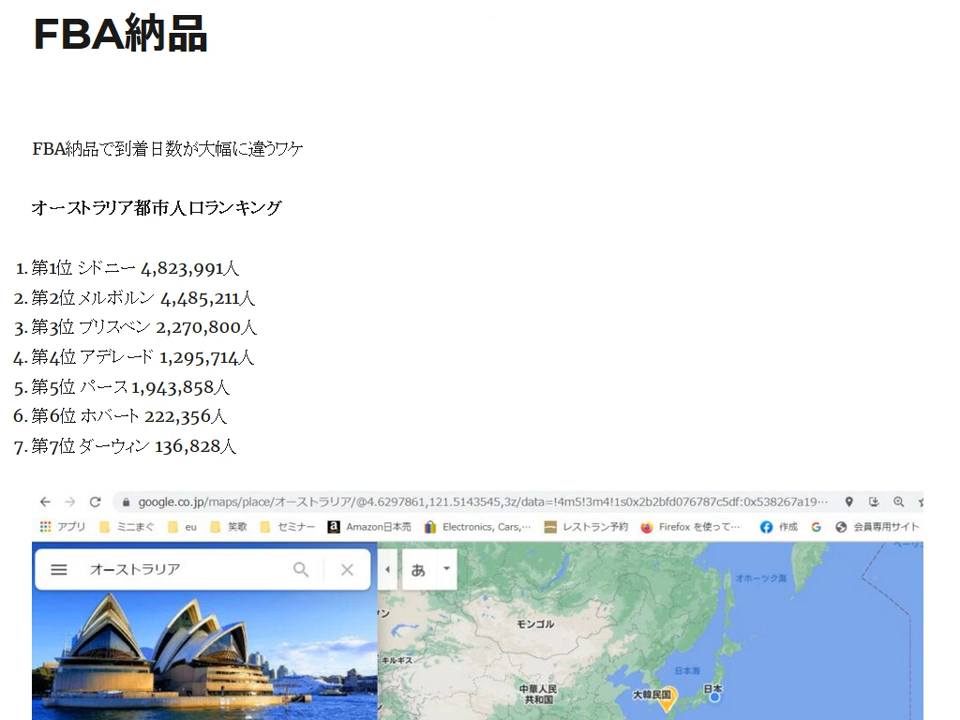 FBA納品
FBA納品で到着日数が大幅に違うワケ
オーストラリア都市人口ランキング
1. 第1位 シドニー 4,823,991人
2. 第2位 メルボルン 4,485,211人
3. 第3位 ブリスベン 2,270,800人
4. 第4位 アデレード 1,295,714人
5. 第5位 パース 1,943,858人
6. 第6位 ホバート 222,356人
7. 第7位 ダーウィン 136,828人
google.co.jp/maps/place/オーストラリア/@4.6297861,121.5143545,3z/data=!4m5!3m4!1s0x2b2bfd076787c5df:0x538267a19…
アプリ ミニまぐ eu 笑歌 セミナー Amazon日本売 Electronics, Cars,… レストラン予約 Firefox を使って… 作成 会員専用サイト
オーストラリア
あ
オホーツク海
モンゴル
キルギス
日本海
中華人民
共和国
大韓民国
日本